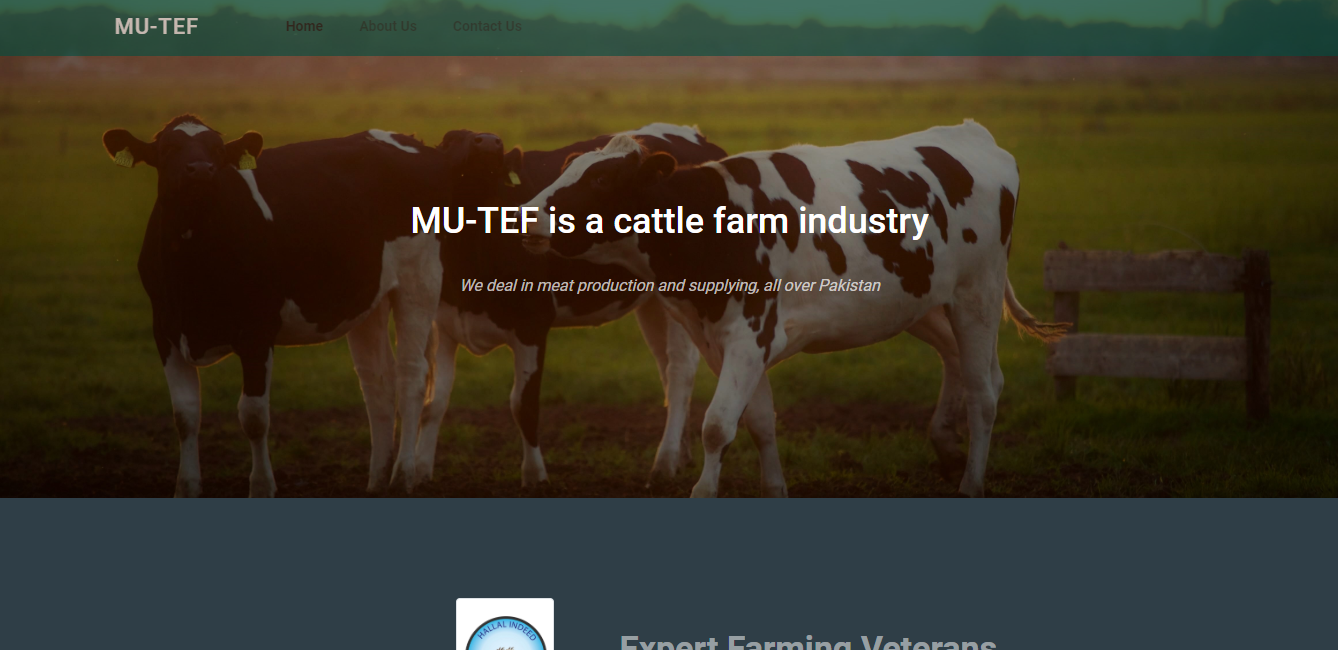 MU-TEF
Home
About Us
Contact Us
MU-TEF is a cattle farm industry
We deal in meat production and supplying, all over Pakistan
HALLAL INDEED
Expert Farming Veterans